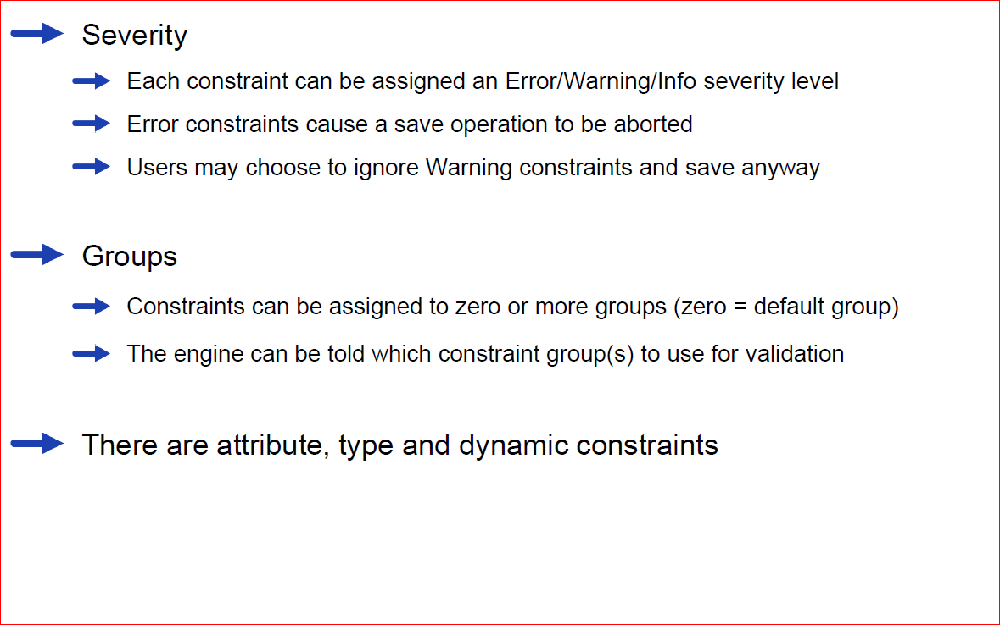 Severity
Each constraint can be assigned an Error/Warning/Info severity level
Error constraints cause a save operation to be aborted
Users may choose to ignore Warning constraints and save anyway
Groups
Constraints can be assigned to zero or more groups (zero = default group)
The engine can be told which constraint group(s) to use for validation
There are attribute, type and dynamic constraints